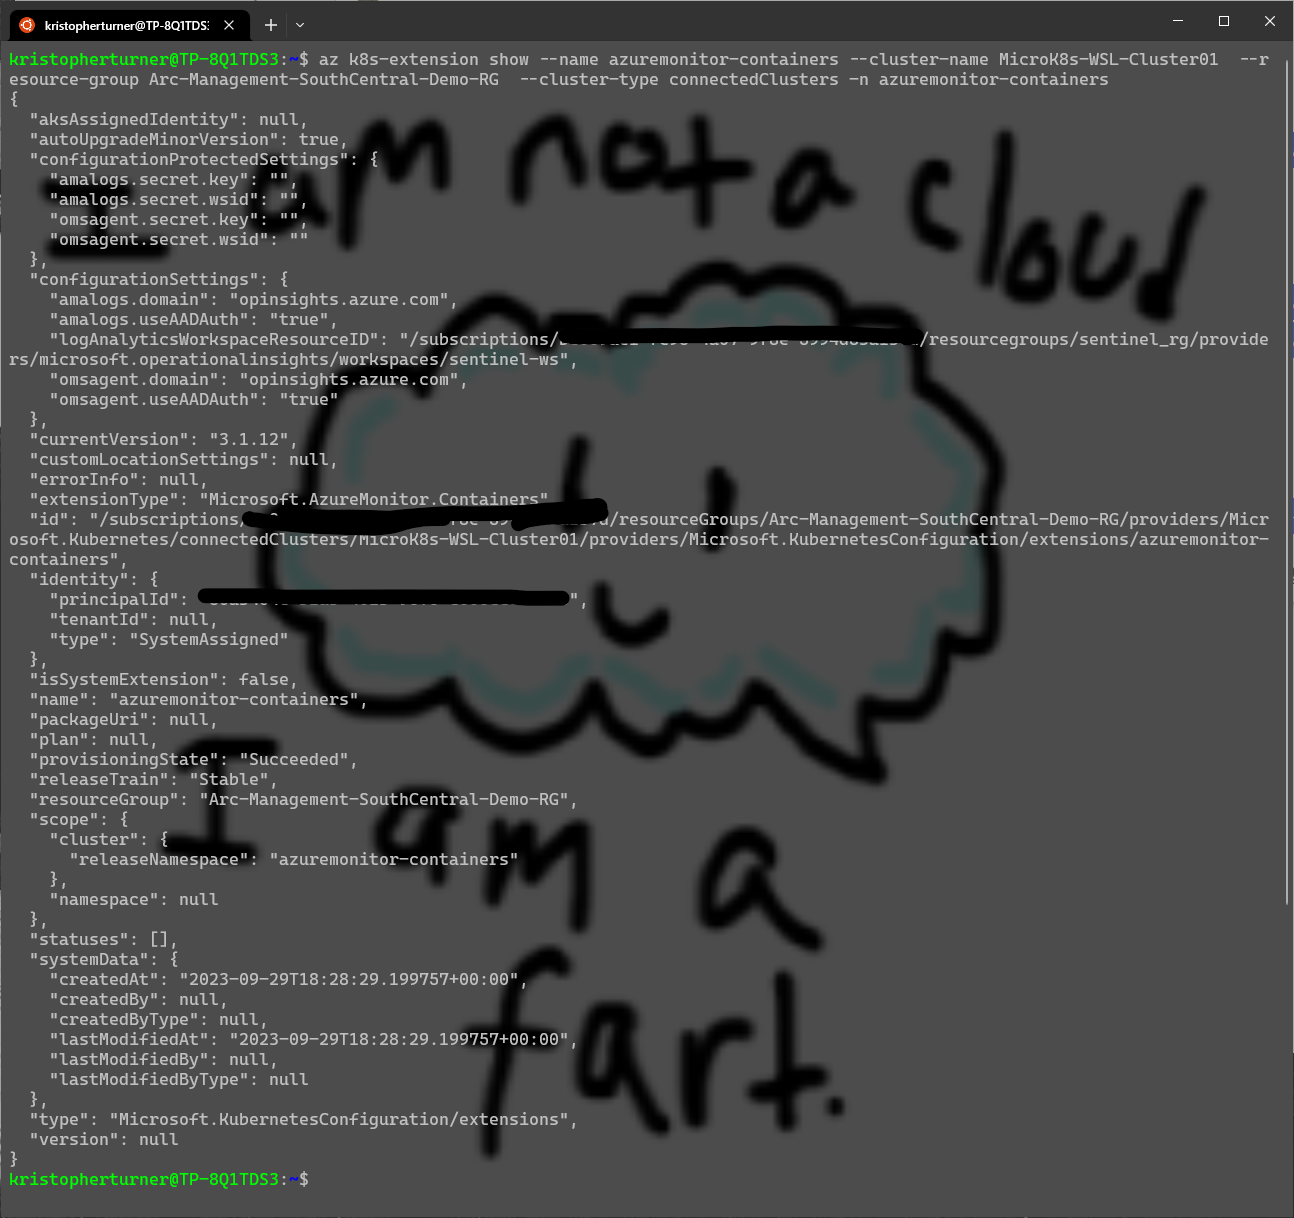 kristopherturner@TP-8Q1TDS:
kristopherturner@TP-8Q1TDS3:~$ az k8s-extension show --name azuremonitor-containers --cluster-name MicroK8s-WSL-Cluster01  --r
esource-group Arc-Management-SouthCentral-Demo-RG  --cluster-type connectedClusters -n azuremonitor-containers
{
"aksAssignedIdentity": null,
"autoUpgradeMinorVersion": true,
"configurationProtectedSettings": {
"amalogs.secret.key": "",
"amalogs.secret.wsid": "",
"omsagent.secret.key": "",
"omsagent.secret.wsid": ""
},
"configurationSettings": {
"amalogs.domain": "opinsights.azure.com",
"amalogs.useAADAuth": "true",
"logAnalyticsWorkspaceResourceID": "/subscriptions/ /resourcegroups/sentinel_rg/provide
rs/microsoft.operationalinsights/workspaces/sentinel-ws",
"omsagent.domain": "opinsights.azure.com",
"omsagent.useAADAuth": "true"
},
"currentVersion": "3.1.12",
"customLocationSettings": null,
"errorInfo": null,
"extensionType": "Microsoft.AzureMonitor.Containers"
"id": "/subscriptions/ /resourceGroups/Arc-Management-SouthCentral-Demo-RG/providers/Micr
osoft.Kubernetes/connectedClusters/MicroK8s-WSL-Cluster01/providers/Microsoft.KubernetesConfiguration/extensions/azuremonitor-
containers",
"identity": {
"principalId": ",
"tenantId": null,
"type": "SystemAssigned"
},
"isSystemExtension": false,
"name": "azuremonitor-containers",
"packageUri": null,
"plan": null,
"provisioningState": "Succeeded",
"releaseTrain": "Stable",
"resourceGroup": "Arc-Management-SouthCentral-Demo-RG",
"scope": {
"cluster": {
"releaseNamespace": "azuremonitor-containers"
},
"namespace": null
},
"statuses": [],
"systemData": {
"createdAt": "2023-09-29T18:28:29.199757+00:00",
"createdBy": null,
"createdByType": null,
"lastModifiedAt": "2023-09-29T18:28:29.199757+00:00",
"lastModifiedBy": null,
"lastModifiedByType": null
},
"type": "Microsoft.KubernetesConfiguration/extensions",
"version": null
}
kristopherturner@TP-8Q1TDS3:~$
I am not a cloud
I am a
fart.